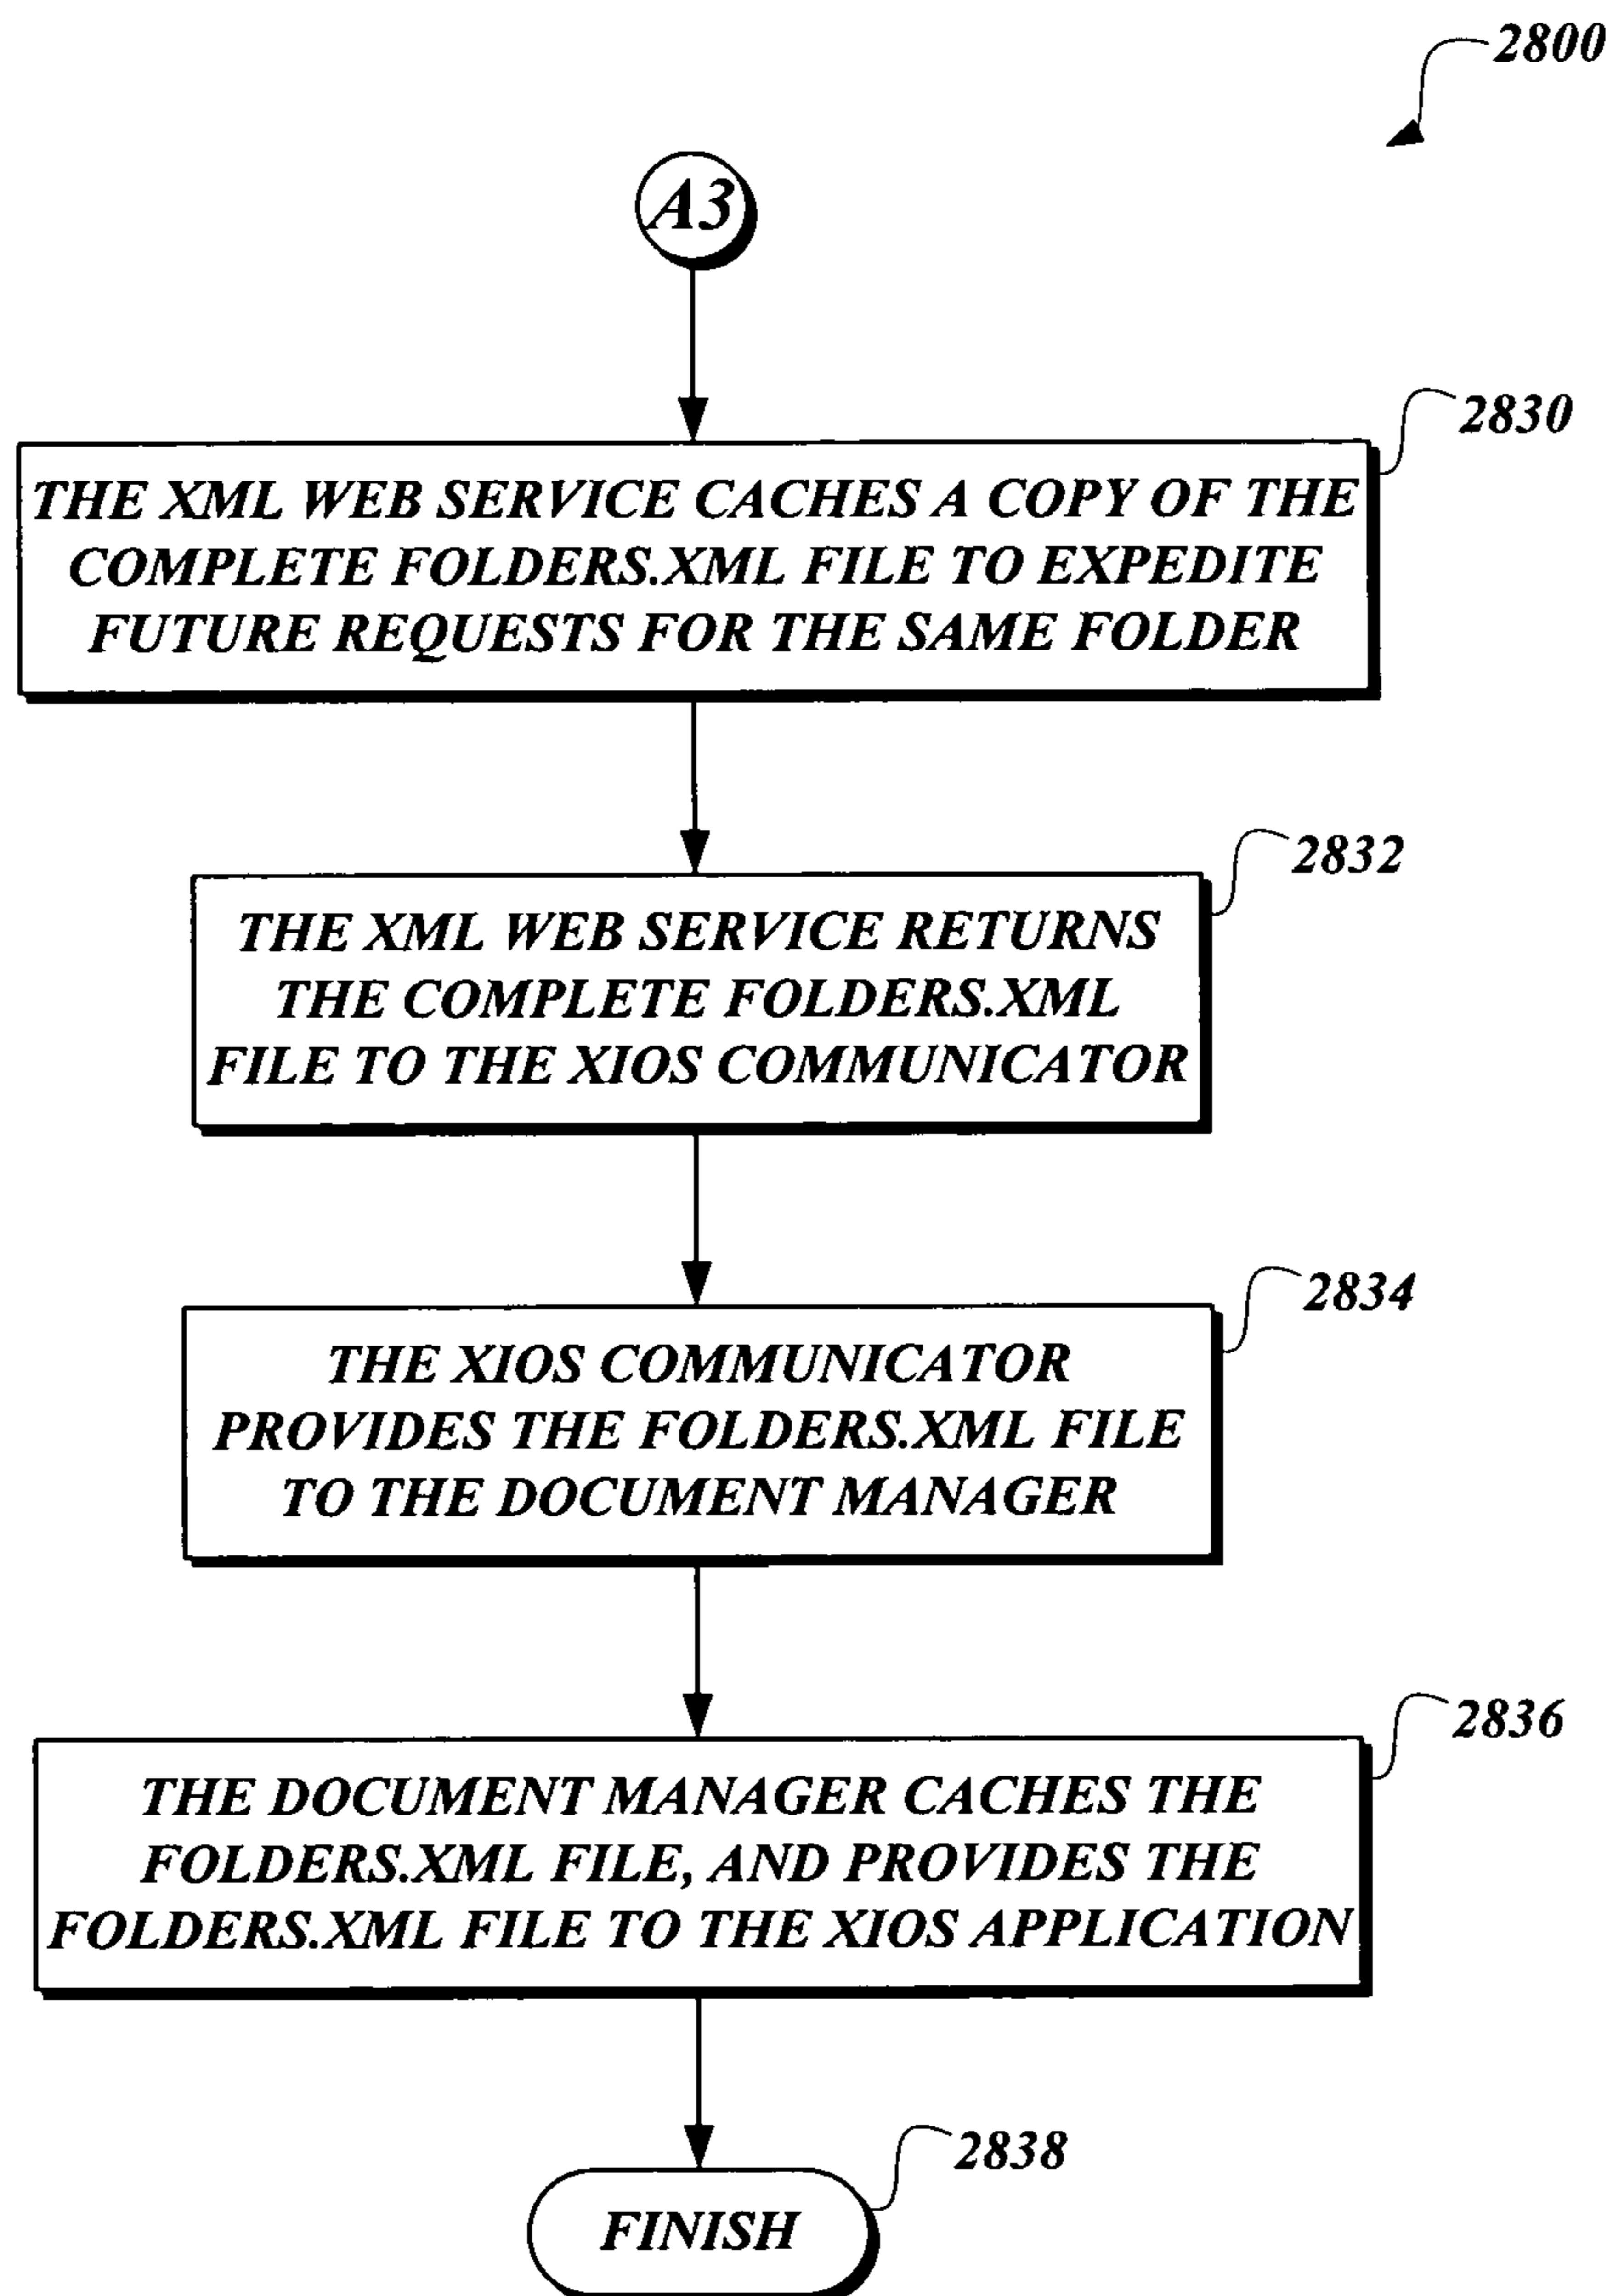 2800
A3
2830
THE XML WEB SERVICE CACHES A COPY OF THE
COMPLETE FOLDERS.XML FILE TO EXPEDITE
FUTURE REQUESTS FOR THE SAME FOLDER
2832
THE XML WEB SERVICE RETURNS
THE COMPLETE FOLDERS.XML
FILE TO THE XIOS COMMUNICATOR
2834
THE XIOS COMMUNICATOR
PROVIDES THE FOLDERS.XML FILE
TO THE DOCUMENT MANAGER
2836
THE DOCUMENT MANAGER CACHES THE
FOLDERS.XML FILE, AND PROVIDES THE
FOLDERS.XML FILE TO THE XIOS APPLICATION
2838
FINISH